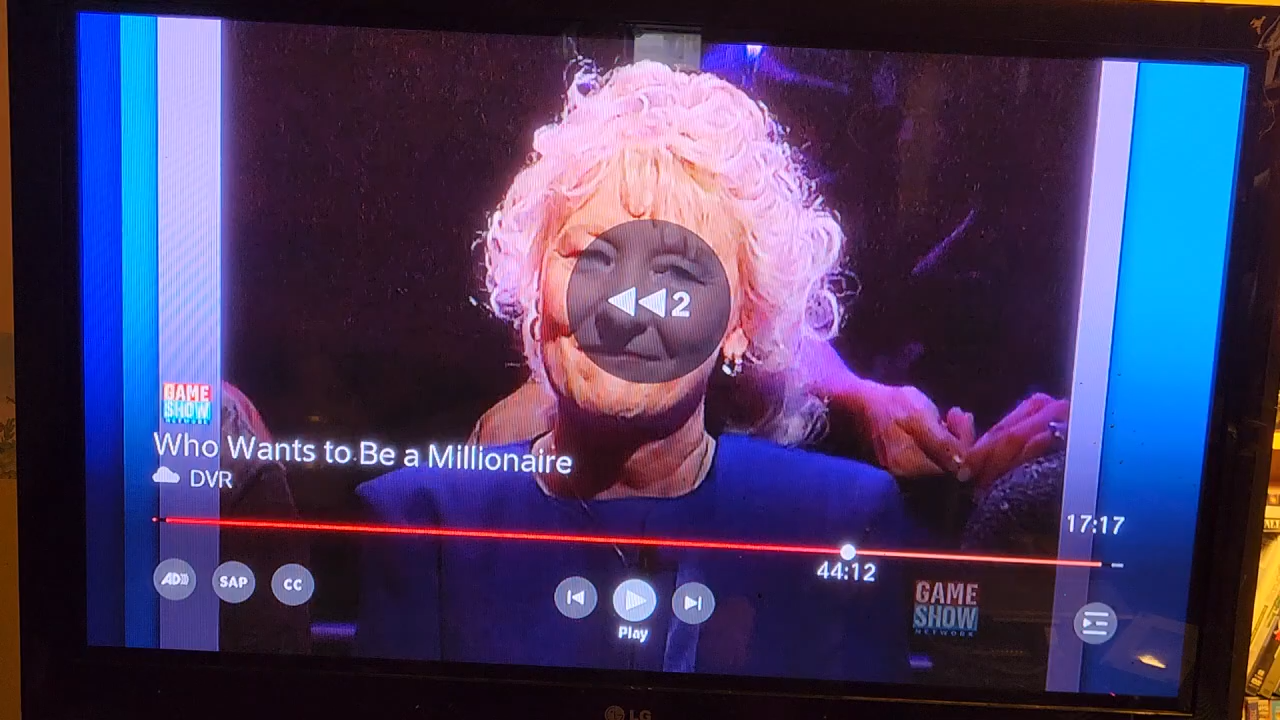 2
GAME
SHOW
NETWORK
Who Wants to Be a Millionaire
DVR
17:17
44:12
AD
SAP
CC
Play
GAME
SHOW
NETWORK
LG